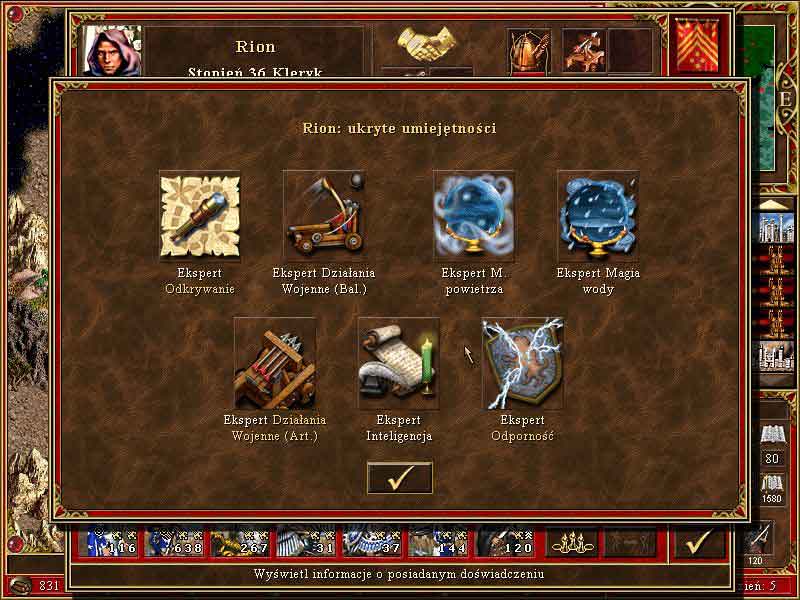 Rion
Stopień 36 Kleryk
Rion: ukryte umiejętności
Ekspert
Odkrywanie
Ekspert Działania
Wojenne (Bal.)
Ekspert M.
powietrza
Ekspert Magia
wody
Ekspert Działania
Wojenne (Art.)
Ekspert
Inteligencja
Ekspert
Odporność
E
80
1580
116
638
267
31
37
144
120
120
Wyświetl informacje o posiadanym doświadczeniu
831
zień: 5